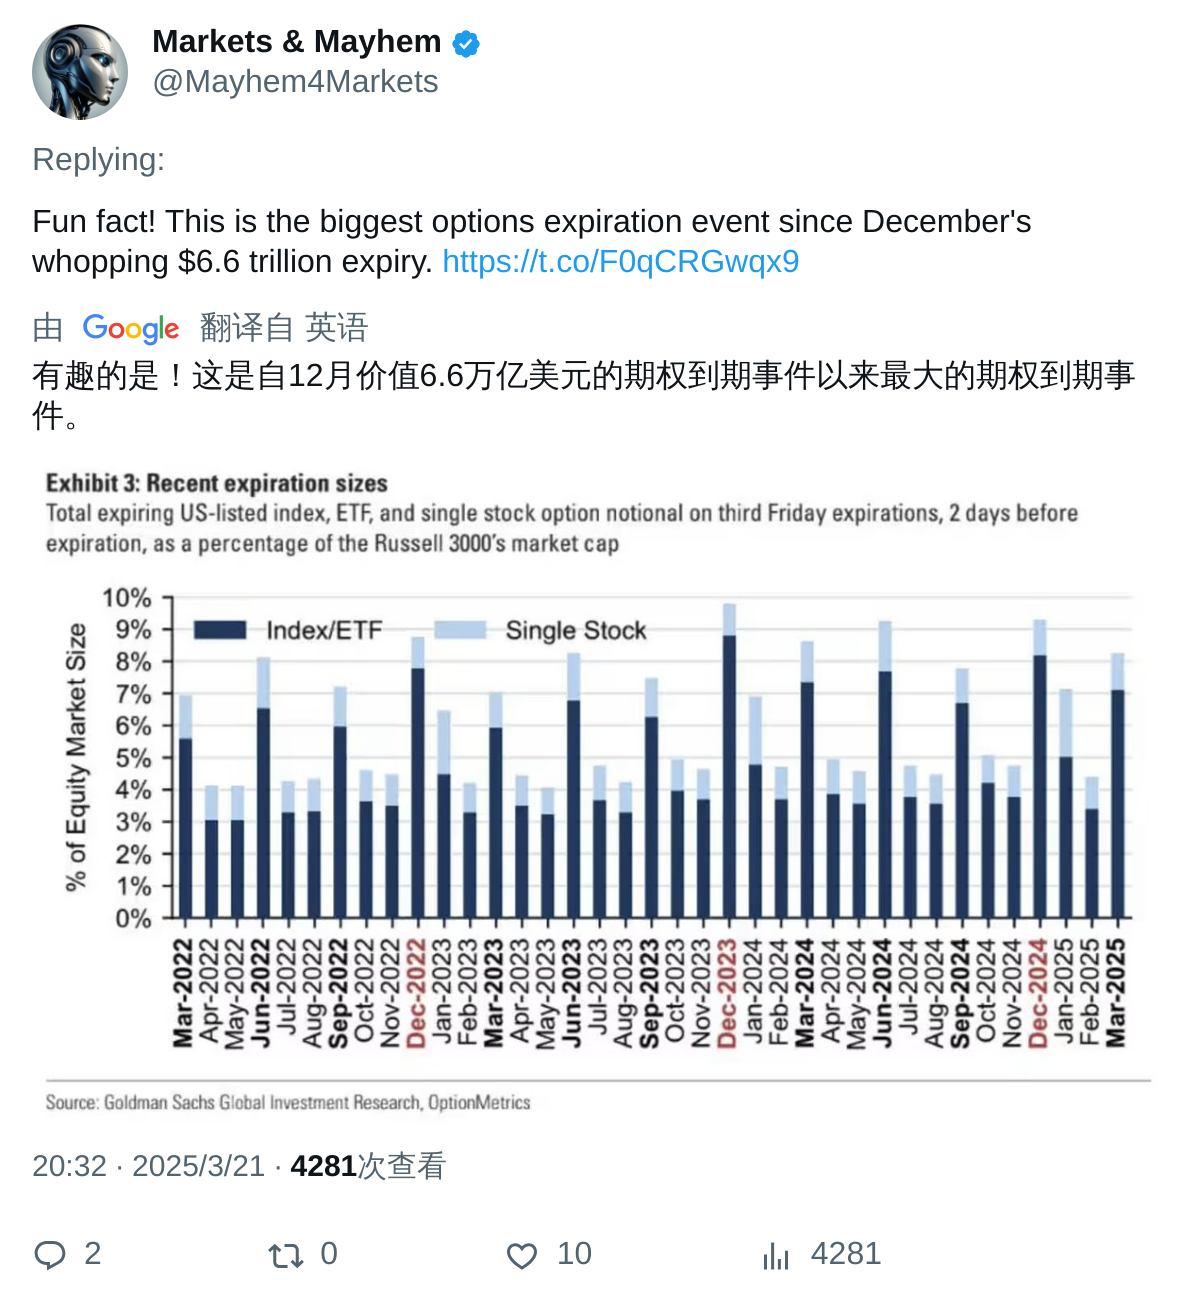 Markets & Mayhem
@Mayhem4Markets
Replying:
Fun fact! This is the biggest options expiration event since December's
whopping $6.6 trillion expiry. https://t.co/F0qCRGwqx9
由 Google 翻译自 英语
有趣的是！这是自12月价值6.6万亿美元的期权到期事件以来最大的期权到期事
件。
Exhibit 3: Recent expiration sizes
Total expiring US-listed index, ETF, and single stock option notional on third Friday expirations, 2 days before
expiration, as a percentage of the Russell 3000's market cap
% of Equity Market Size
10%
9%
8%
7%
6%
5%
4%
3%
2%
1%
0%
Index/ETF
Single Stock
Mar-2022
Apr-2022
May-2022
Jun-2022
Jul-2022
Aug-2022
Sep-2022
Oct-2022
Nov-2022
Dec-2022
Jan-2023
Feb-2023
Mar-2023
Apr-2023
May-2023
Jun-2023
Jul-2023
Aug-2023
Sep-2023
Oct-2023
Nov-2023
Dec-2023
Jan-2024
Feb-2024
Mar-2024
Apr-2024
May-2024
Jun-2024
Jul-2024
Aug-2024
Sep-2024
Oct-2024
Nov-2024
Dec-2024
Jan-2025
Feb-2025
Mar-2025
Source: Goldman Sachs Global Investment Research, OptionMetrics
20:32 · 2025/3/21 · 4281次查看
2 0 10 4281